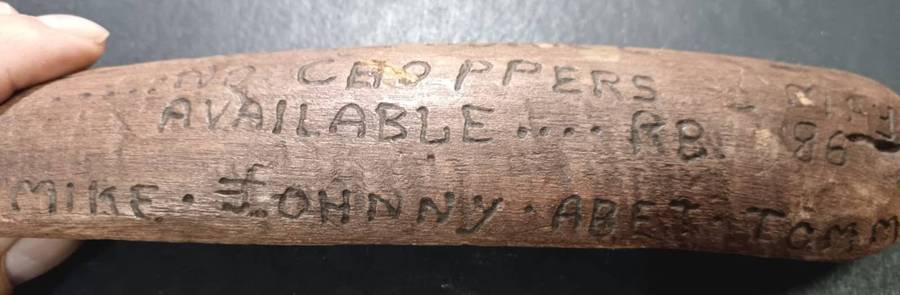 ....NO CHOPPERS
AVAILABLE .... RB. 86
MIKE · JOHNNY · ABET · TOMM